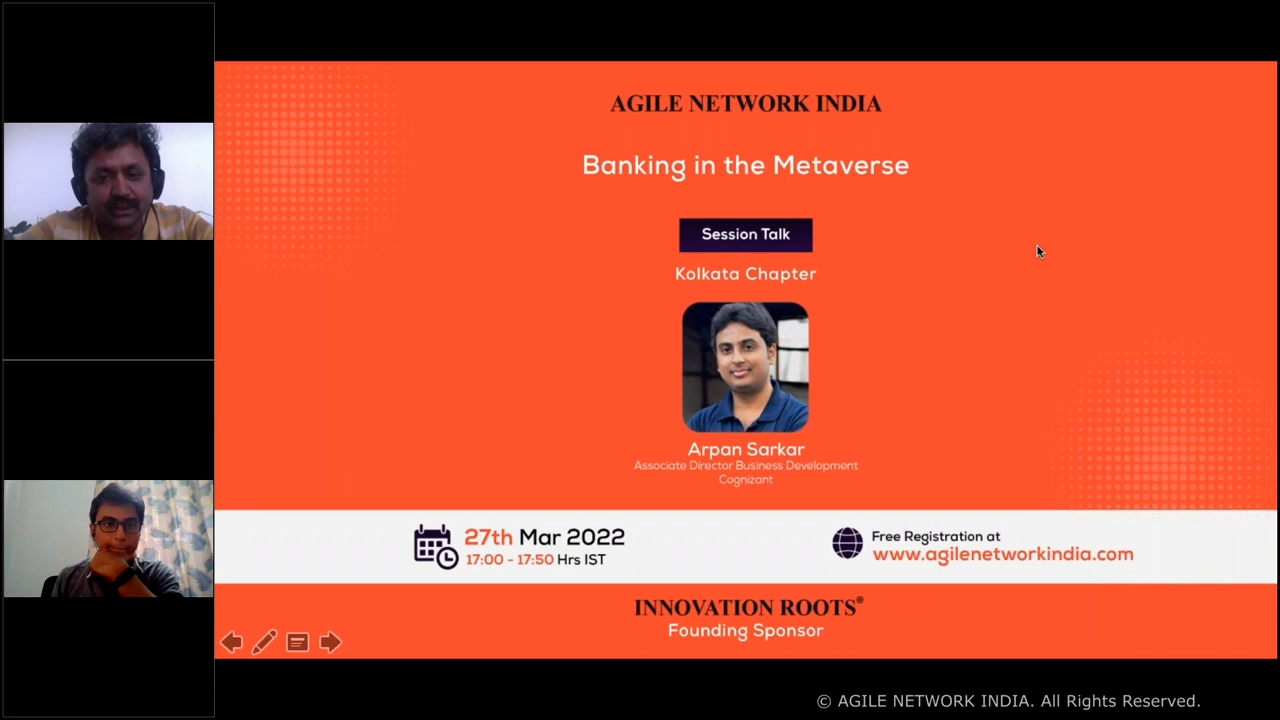 AGILE NETWORK INDIA
Banking in the Metaverse
Session Talk
Kolkata Chapter
Arpan Sarkar
Associate Director Business Development
Cognizant
27th Mar 2022
17:00 - 17:50 Hrs IST
Free Registration at
www.agilenetworkindia.com
INNOVATION ROOTS®
Founding Sponsor
© AGILE NETWORK INDIA. All Rights Reserved.